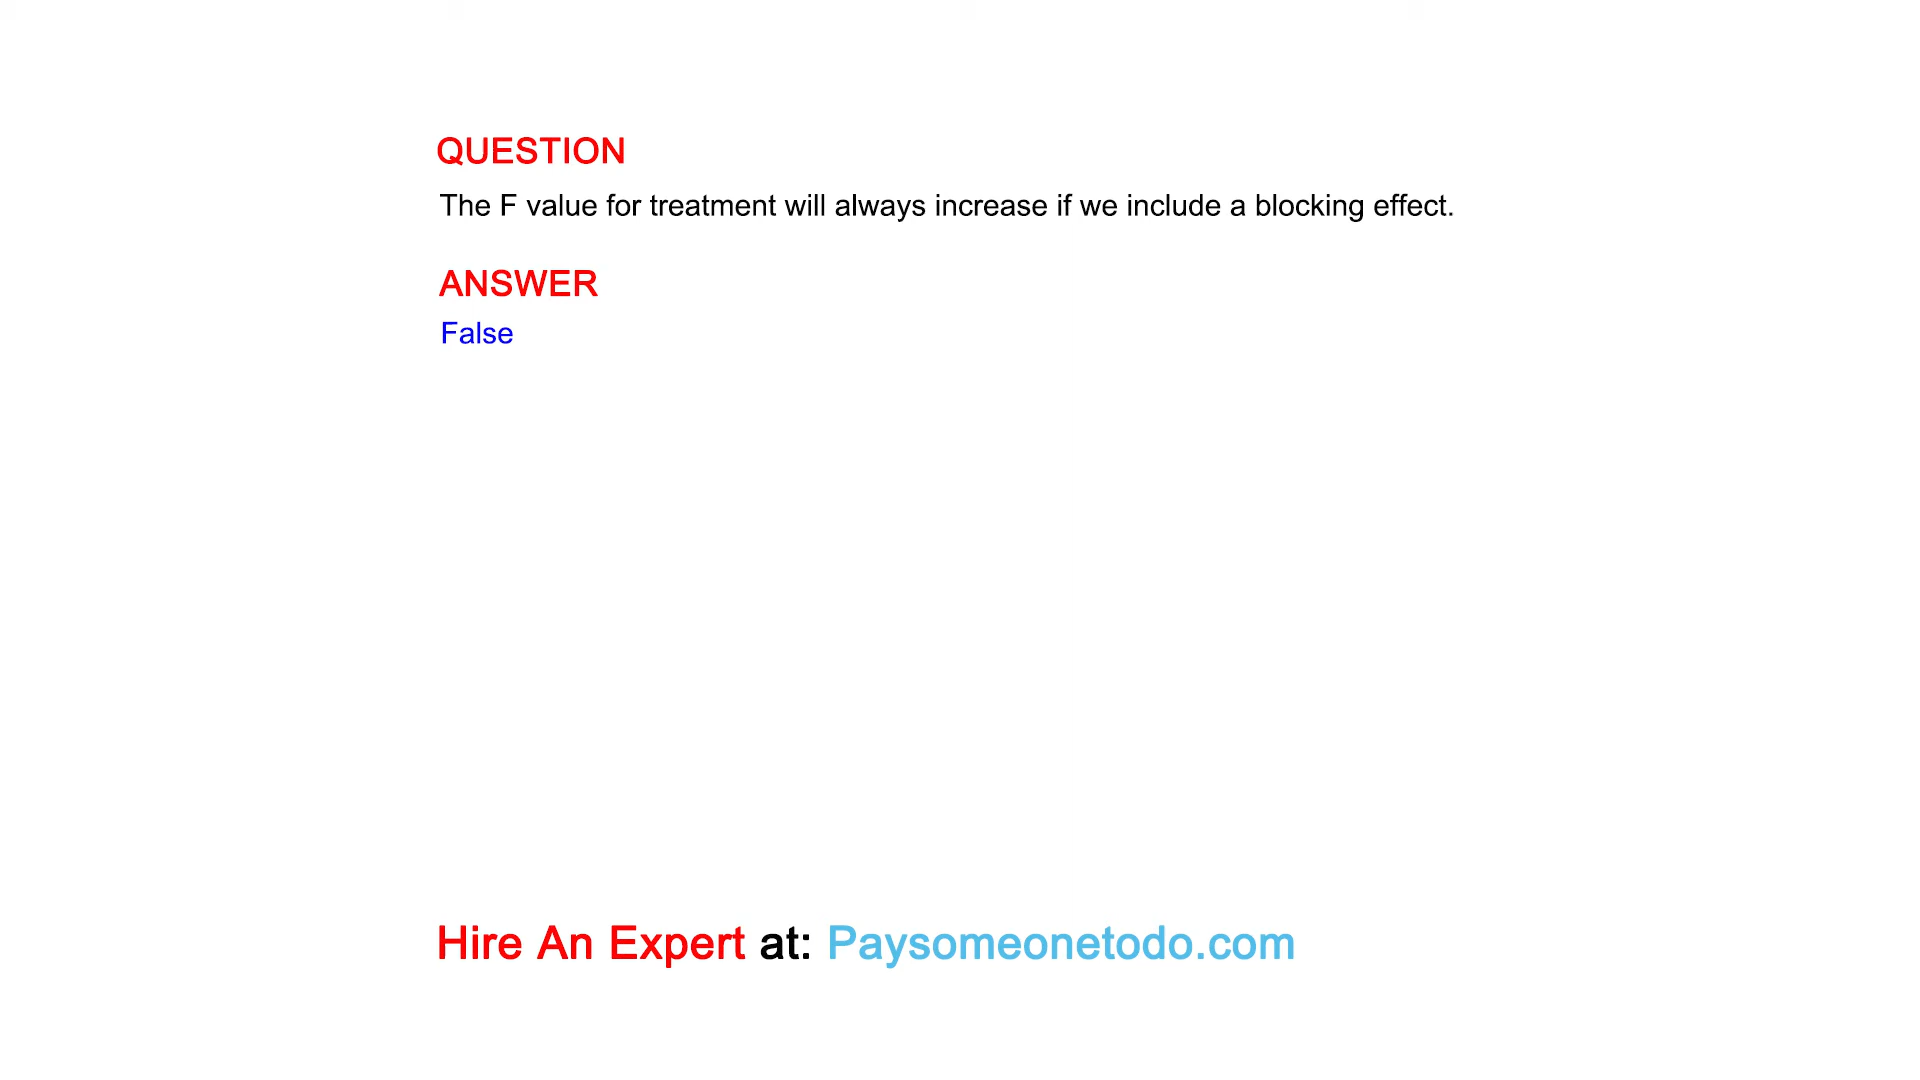 QUESTION
The F value for treatment will always increase if we include a blocking effect.
ANSWER
False
Hire An Expert at: Paysomeonetodo.com